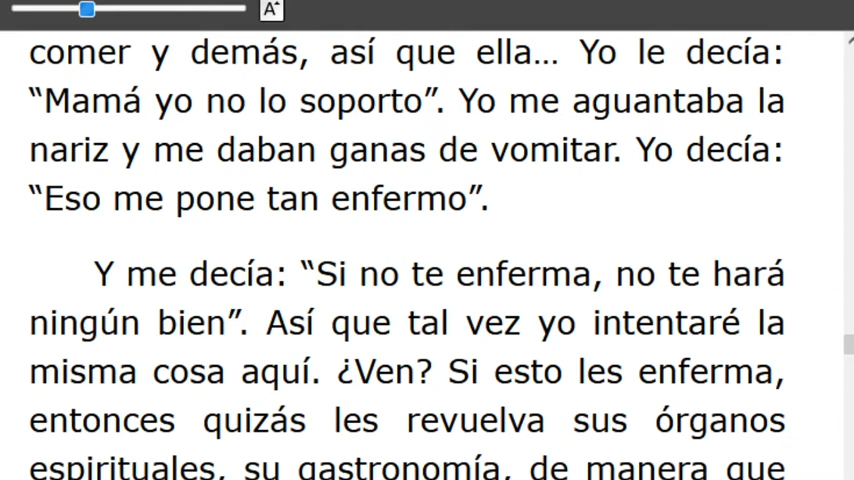 A
comer y demás, así que ella... Yo le decía:
“Mamá yo no lo soporto”. Yo me aguantaba la
nariz y me daban ganas de vomitar. Yo decía:
“Eso me pone tan enfermo”.
Y me decía: “Si no te enferma, no te hará
ningún bien”. Así que tal vez yo intentaré la
misma cosa aquí. ¿Ven? Si esto les enferma,
entonces quizás les revuelva sus órganos
espirituales, su gastronomía, de manera que